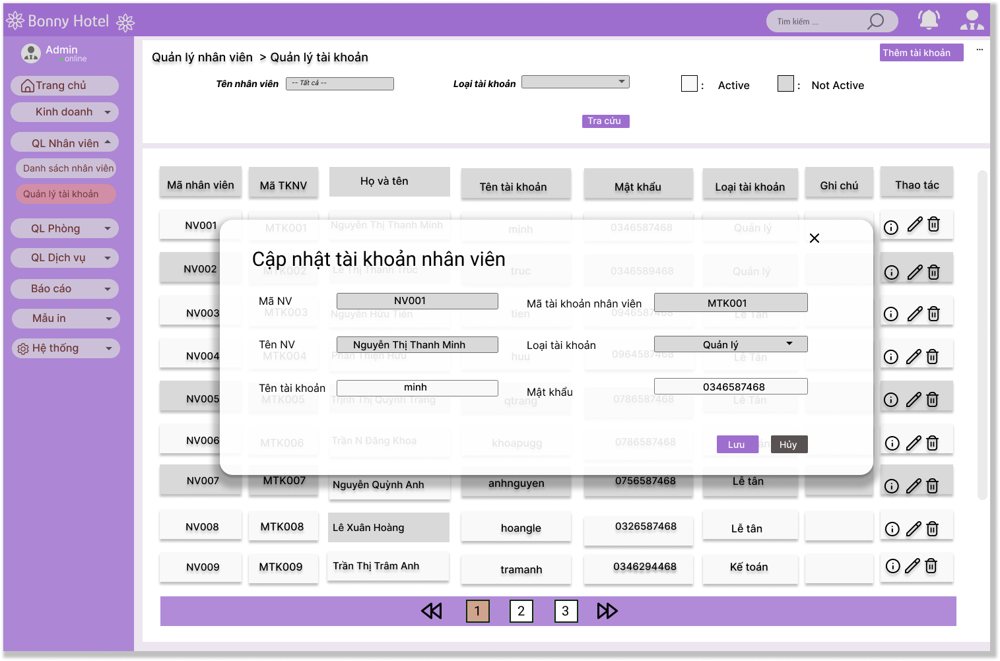 Bonny Hotel
Tìm kiếm ....
Admin
online
Trang chủ
Kinh doanh
QL Nhân viên
Danh sách nhân viên
Quản lý tài khoản
QL Phòng
QL Dịch vụ
Báo cáo
Mẫu in
Hệ thống
Quản lý nhân viên > Quản lý tài khoản
Thêm tài khoản
...
Tên nhân viên
-- Tất cả --
Loại tài khoản
: Active
: Not Active
Tra cứu
Mã nhân viên Mã TKNV Họ và tên Tên tài khoản Mật khẩu Loại tài khoản Ghi chú Thao tác
NV001 MTK001 Nguyễn Thị Thanh Minh minh 0346587468 Quản lý
NV002 MTK002 Lê Thị Thanh Trúc truc 0346589468 Quản lý
NV003 MTK003 Nguyễn Hữu Tiến tien 0946587468 Lễ Tân
NV004 MTK004 Phan Thiện Hữu huu 0964587468 Lễ Tân
NV005 MTK005 Trịnh Thị Quỳnh Trang qtrang 0786587468 Lễ Tân
NV006 MTK006 Trần N Đăng Khoa khoapugg 0786587468
NV007 MTK007 Nguyễn Quỳnh Anh anhnguyen 0756587468 Lễ tân
NV008 MTK008 Lê Xuân Hoàng hoangle 0326587468 Lễ tân
NV009 MTK009 Trần Thị Trâm Anh tramanh 0346294468 Kế toán
Cập nhật tài khoản nhân viên
Mã NV NV001
Mã tài khoản nhân viên MTK001
Tên NV Nguyễn Thị Thanh Minh
Loại tài khoản Quản lý
Tên tài khoản minh
Mật khẩu 0346587468
Lưu
Hủy
1 2 3